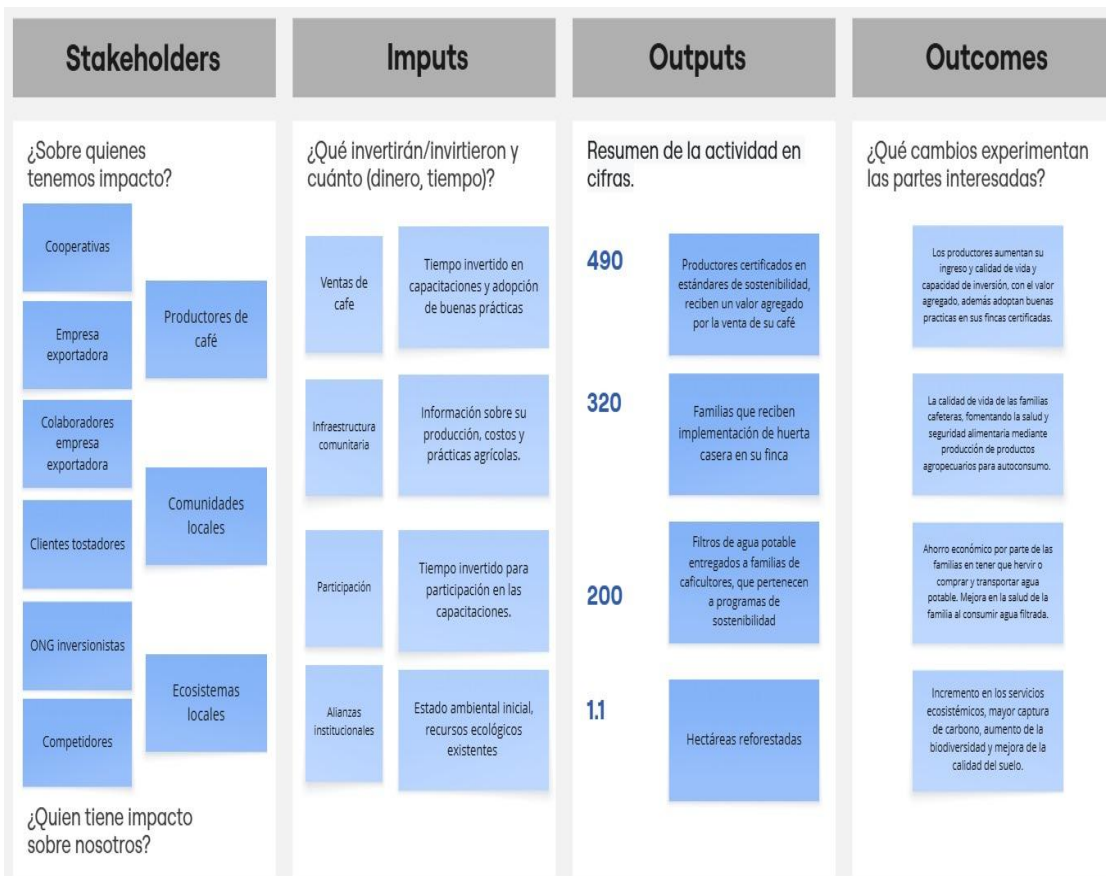 Stakeholders
¿Sobre quienes
tenemos impacto?
Cooperativas
Empresa
exportadora
Colaboradores
empresa
exportadora
Clientes tostadores
ONG inversionistas
Competidores
Productores de
café
Comunidades
locales
Ecosistemas
locales
¿Quien tiene impacto
sobre nosotros?
Imputs
¿Qué invertirán/invirtieron y
cuánto (dinero, tiempo)?
Ventas de
cafe
Tiempo invertido en
capacitaciones y adopción
de buenas prácticas
Infraestructura
comunitaria
Información sobre su
producción, costos y
prácticas agrícolas.
Participación
Tiempo invertido para
participación en las
capacitaciones.
Alianzas
institucionales
Estado ambiental inicial,
recursos ecológicos
existentes
Outputs
Resumen de la actividad en
cifras.
490
Productores certificados en
estándares de sostenibilidad,
reciben un valor agregado
por la venta de su café
320
Familias que reciben
implementación de huerta
casera en su finca
200
Filtros de agua potable
entregados a familias de
caficultores, que pertenecen
a programas de
sostenibilidad
1.1
Hectáreas reforestadas
Outcomes
¿Qué cambios experimentan
las partes interesadas?
Los productores aumentan su
ingreso y calidad de vida y
capacidad de inversión, con el valor
agregado, además adoptan buenas
practicas en sus fincas certificadas.
La calidad de vida de las familias
cafeteras, fomentando la salud y
seguridad alimentaria mediante
producción de productos
agropecuarios para autoconsumo.
Ahorro económico por parte de las
familias en tener que hervir o
comprar y transportar agua
potable. Mejora en la salud de la
familia al consumir agua filtrada.
Incremento en los servicios
ecosistémicos, mayor captura
de carbono, aumento de la
biodiversidad y mejora de la
calidad del suelo.